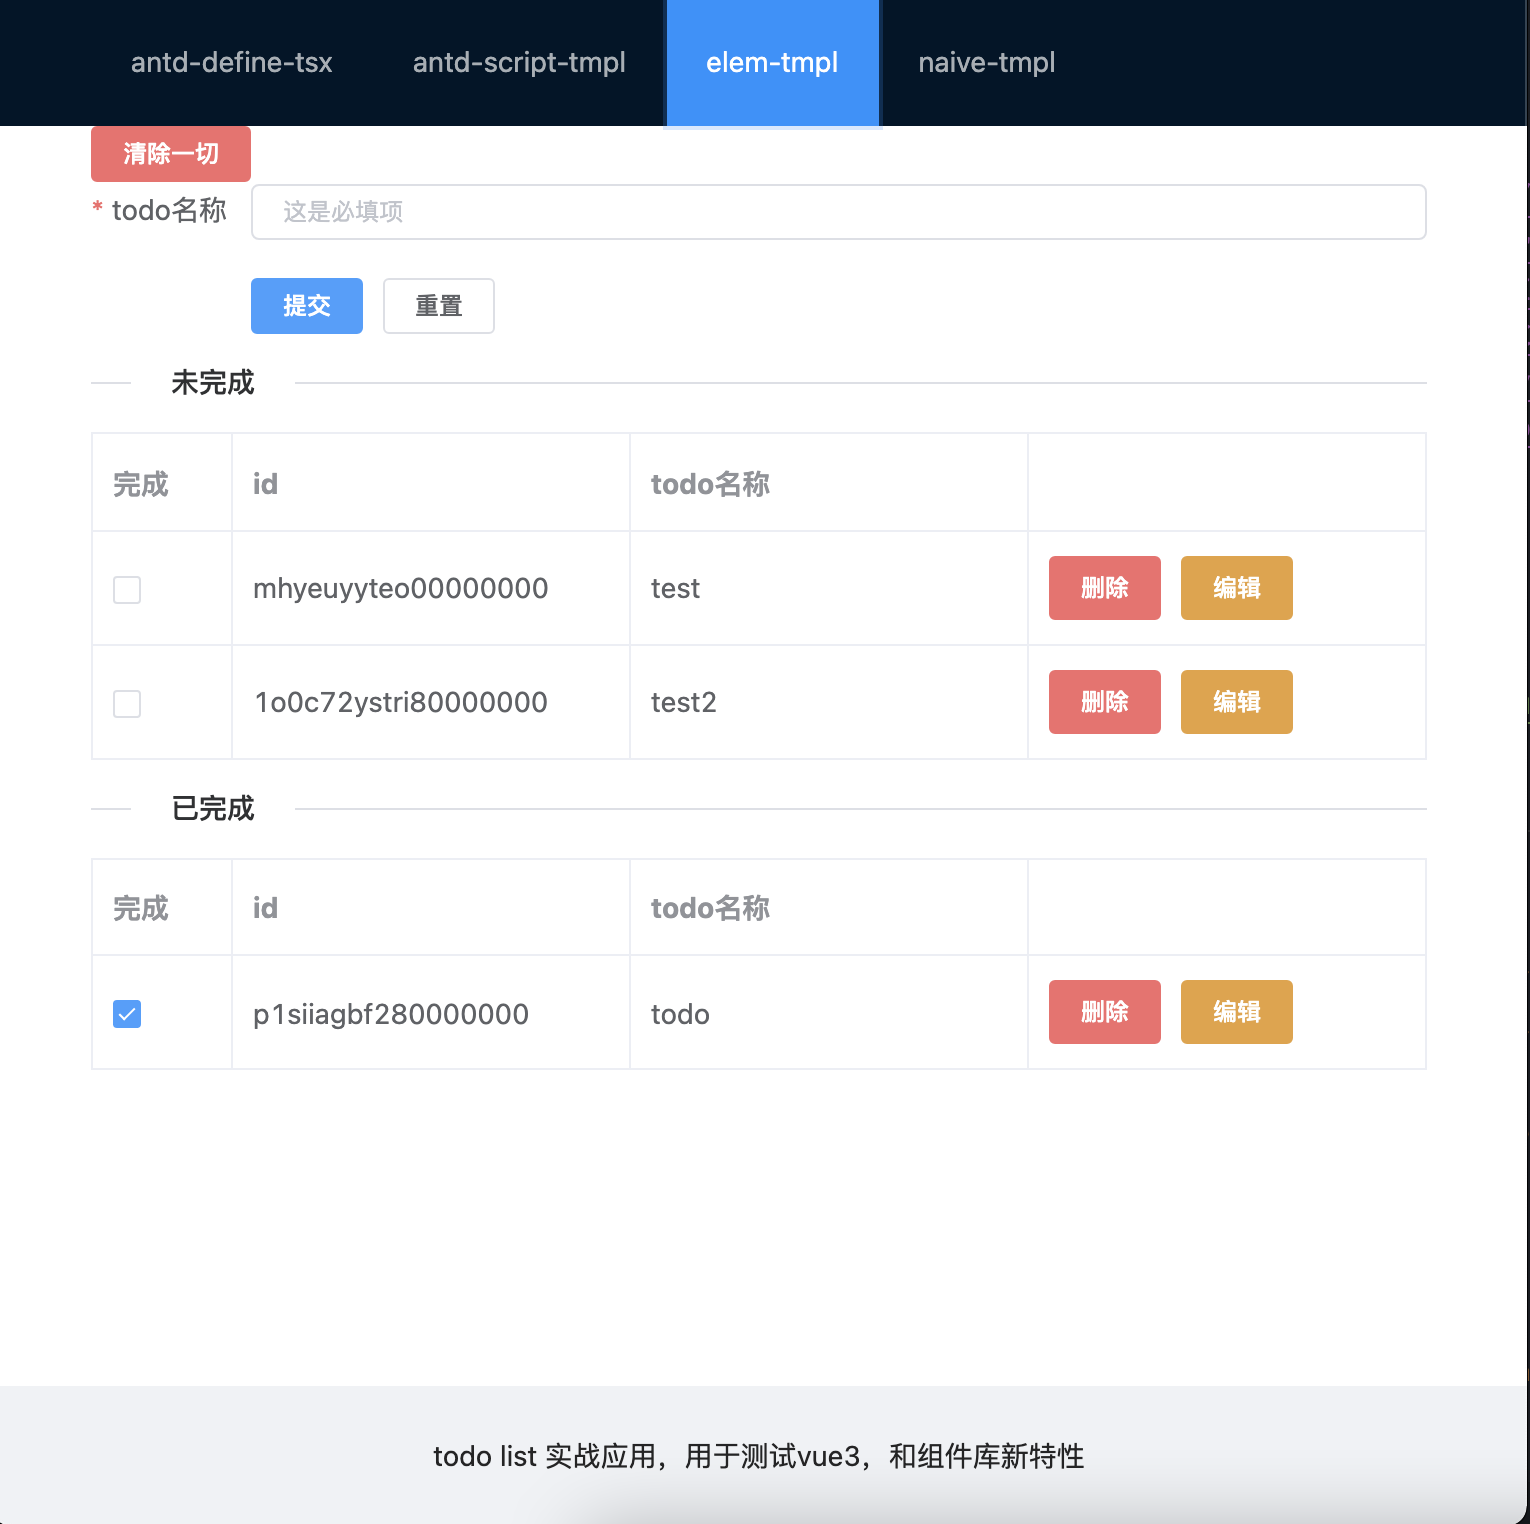 antd-define-tsx antd-script-tmpl elem-tmpl naive-tmpl
清除一切
* todo名称 这是必填项
提交 重置
未完成
完成 id todo名称
mhyeuyyteo00000000 test 删除 编辑
1o0c72ystri80000000 test2 删除 编辑
已完成
完成 id todo名称
p1siiagbf280000000 todo 删除 编辑
todo list 实战应用，用于测试vue3，和组件库新特性